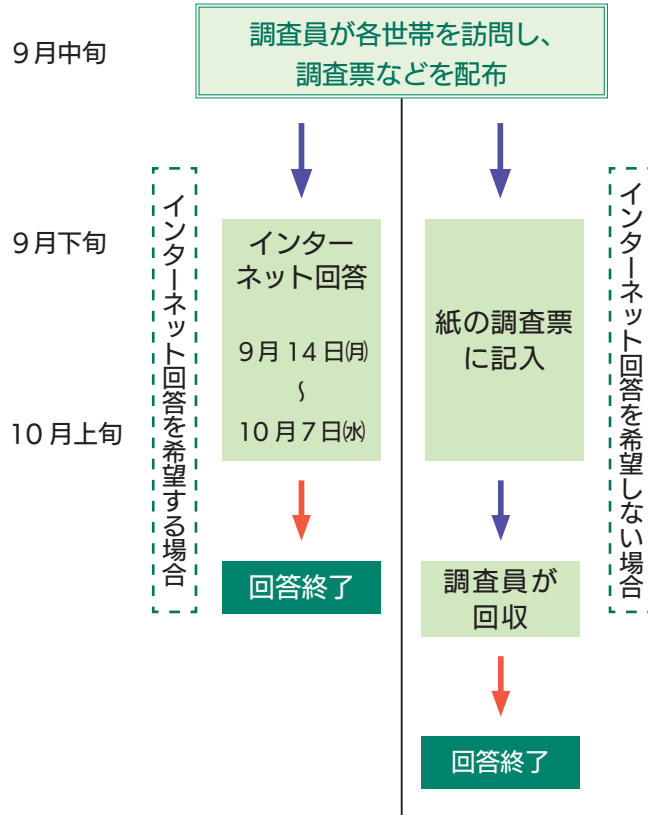 9月中旬
調査員が各世帯を訪問し、
調査票などを配布
9月下旬
10月上旬
インターネット回答を希望する場合
インター
ネット回答
9月14日㈪
〜
10月7日㈬
回答終了
紙の調査票
に記入
調査員が
回収
回答終了
インターネット回答を希望しない場合